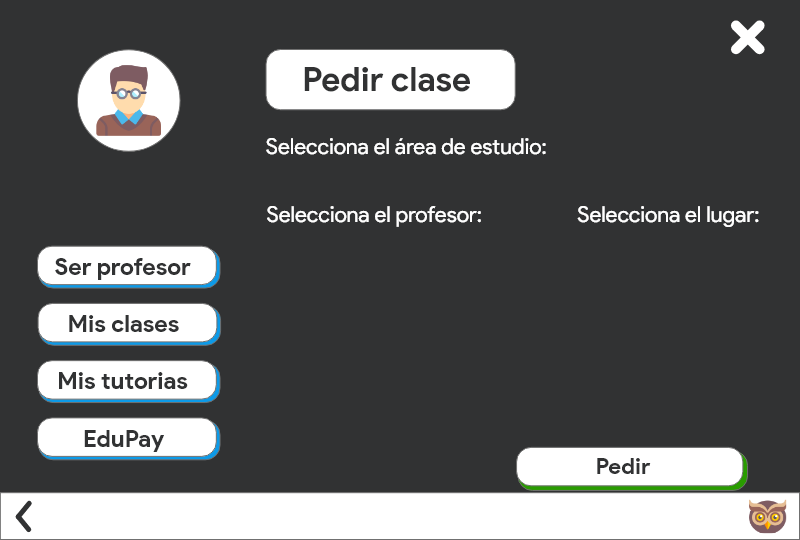 Pedir clase
Selecciona el área de estudio:
Selecciona el profesor:
Selecciona el lugar:
Ser profesor
Mis clases
Mis tutorias
EduPay
Pedir